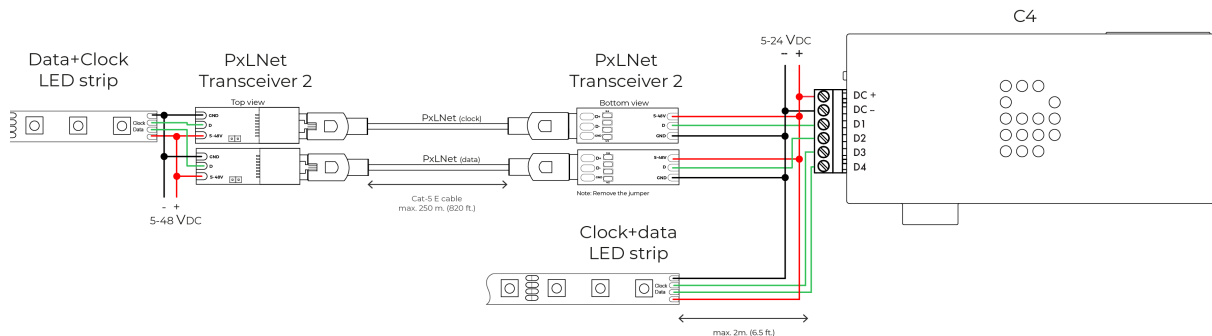 C4
5-24 VDC
- +
Data+Clock
LED strip
PxLNet
Transceiver 2
PxLNet
Transceiver 2
Top view
Bottom view
DC +
DC -
D1
D2
D3
D4
Clock
Data
GND
D
5-48V
PxLNet (clock)
D+
D-
GND
5-48V
D
GND
GND
D
5-48V
PxLNet (data)
D+
D-
GND
5-48V
D
GND
Note: Remove the jumper
Cat-5 E cable
max. 250 m. (820 ft.)
- +
5-48 VDC
Clock+data
LED strip
Clock
Data
max. 2m. (6.5 ft.)